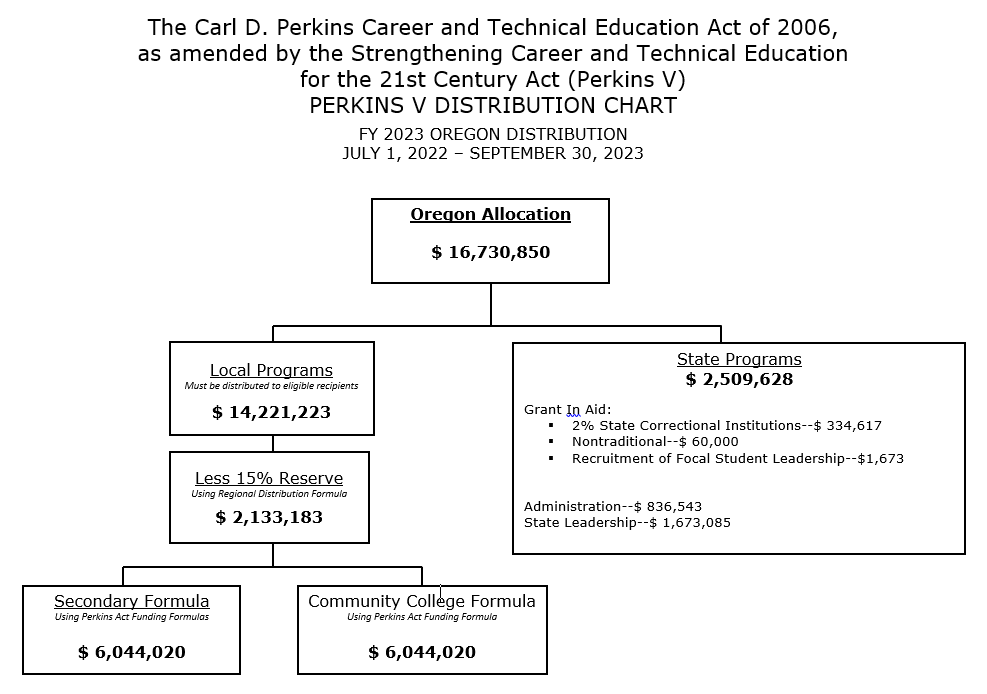 The Carl D. Perkins Career and Technical Education Act of 2006,
as amended by the Strengthening Career and Technical Education
for the 21st Century Act (Perkins V)
PERKINS V DISTRIBUTION CHART
FY 2023 OREGON DISTRIBUTION
JULY 1, 2022 – SEPTEMBER 30, 2023
Oregon Allocation
$ 16,730,850
Local Programs
Must be distributed to eligible recipients
$ 14,221,223
State Programs
$ 2,509,628
Grant In Aid:
▪ 2% State Correctional Institutions--$ 334,617
▪ Nontraditional--$ 60,000
▪ Recruitment of Focal Student Leadership--$1,673
Administration--$ 836,543
State Leadership--$ 1,673,085
Less 15% Reserve
Using Regional Distribution Formula
$ 2,133,183
Secondary Formula
Using Perkins Act Funding Formulas
$ 6,044,020
Community College Formula
Using Perkins Act Funding Formula
$ 6,044,020